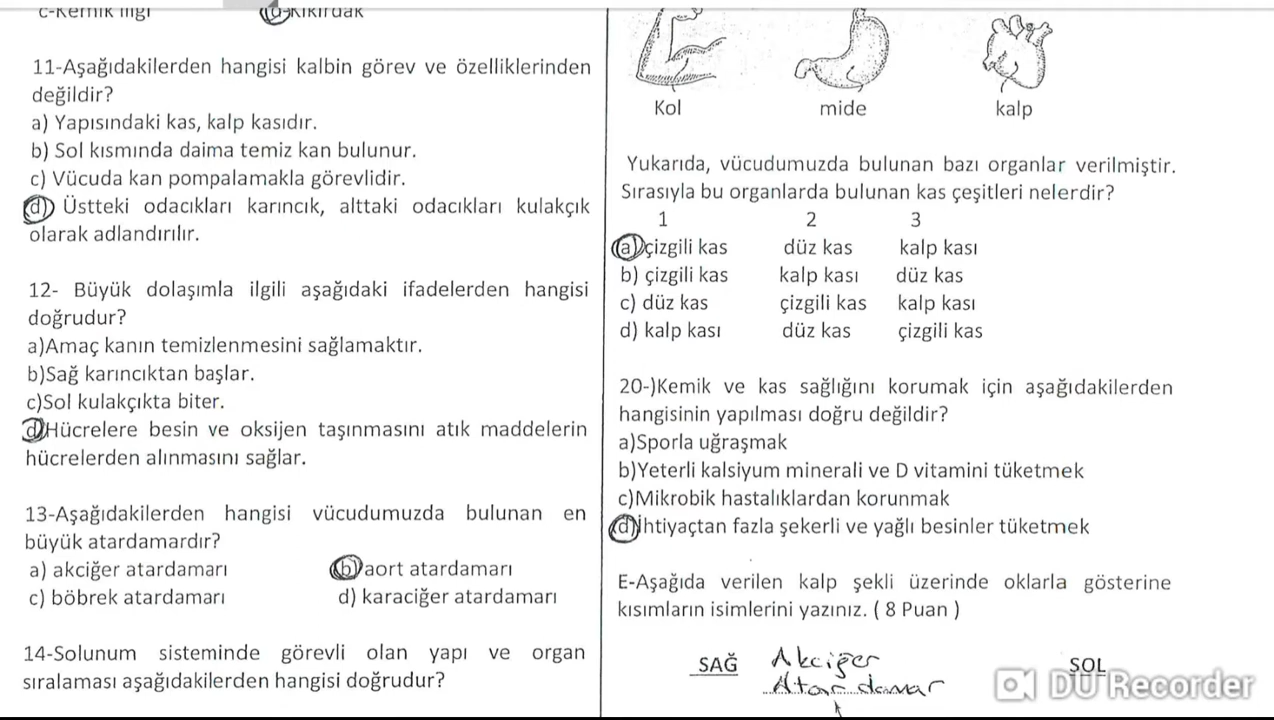 c-Kemik iliği d-Kıkırdak
11-Aşağıdakilerden hangisi kalbin görev ve özelliklerinden
değildir?
a) Yapısındaki kas, kalp kasıdır.
b) Sol kısmında daima temiz kan bulunur.
c) Vücuda kan pompalamakla görevlidir.
d) Üstteki odacıkları karıncık, alttaki odacıkları kulakçık
olarak adlandırılır.
12- Büyük dolaşımla ilgili aşağıdaki ifadelerden hangisi
doğrudur?
a)Amaç kanın temizlenmesini sağlamaktır.
b)Sağ karıncıktan başlar.
c)Sol kulakçıkta biter.
d)Hücrelere besin ve oksijen taşınmasını atık maddelerin
hücrelerden alınmasını sağlar.
13-Aşağıdakilerden hangisi vücudumuzda bulunan en
büyük atardamardır?
a) akciğer atardamarı b)aort atardamarı
c) böbrek atardamarı d) karaciğer atardamarı
14-Solunum sisteminde görevli olan yapı ve organ
sıralaması aşağıdakilerden hangisi doğrudur?
Kol mide kalp
Yukarıda, vücudumuzda bulunan bazı organlar verilmiştir.
Sırasıyla bu organlarda bulunan kas çeşitleri nelerdir?
1 2 3
a)çizgili kas düz kas kalp kası
b) çizgili kas kalp kası düz kas
c) düz kas çizgili kas kalp kası
d) kalp kası düz kas çizgili kas
20-)Kemik ve kas sağlığını korumak için aşağıdakilerden
hangisinin yapılması doğru değildir?
a)Sporla uğraşmak
b)Yeterli kalsiyum minerali ve D vitamini tüketmek
c)Mikrobik hastalıklardan korunmak
d)İhtiyaçtan fazla şekerli ve yağlı besinler tüketmek
E-Aşağıda verilen kalp şekli üzerinde oklarla gösterine
kısımların isimlerini yazınız. ( 8 Puan )
SAĞ Akciğer SOL
Atar damar
DU Recorder